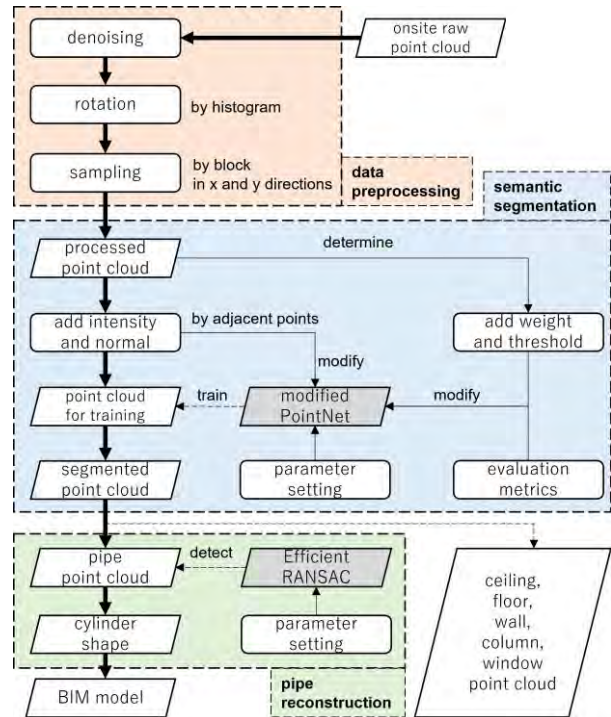 denoising
onsite raw
point cloud
rotation
by histogram
sampling
by block
in x and y directions
data
preprocessing
semantic
segmentation
processed
point cloud
determine
add intensity
and normal
by adjacent points
add weight
and threshold
modify
point cloud
for training
train
modified
PointNet
modify
segmented
point cloud
parameter
setting
evaluation
metrics
pipe
point cloud
detect
Efficient
RANSAC
ceiling,
floor,
wall,
column,
window
point cloud
cylinder
shape
parameter
setting
BIM model
pipe
reconstruction